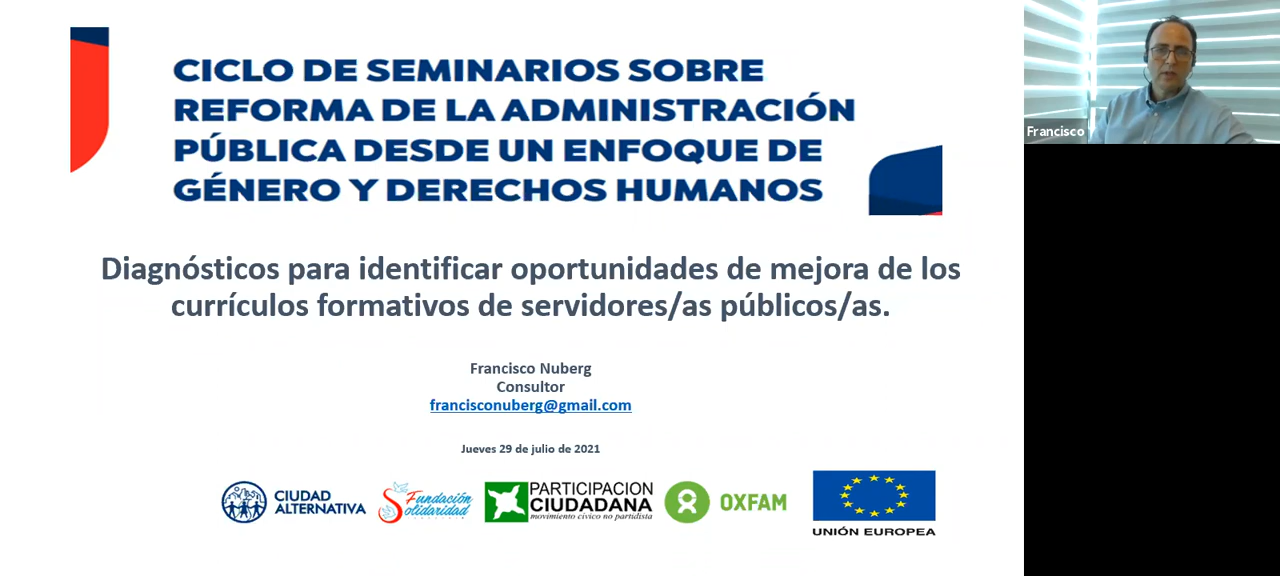 CICLO DE SEMINARIOS SOBRE
REFORMA DE LA ADMINISTRACIÓN
PÚBLICA DESDE UN ENFOQUE DE
GÉNERO Y DERECHOS HUMANOS
Francisco
Diagnósticos para identificar oportunidades de mejora de los
currículos formativos de servidores/as públicos/as.
Francisco Nuberg
Consultor
francisconuberg@gmail.com
Jueves 29 de julio de 2021
CIUDAD
ALTERNATIVA
Fundación
Solidaridad
PARTICIPACION
CIUDADANA
movimiento cívico no partidista
OXFAM
UNIÓN EUROPEA